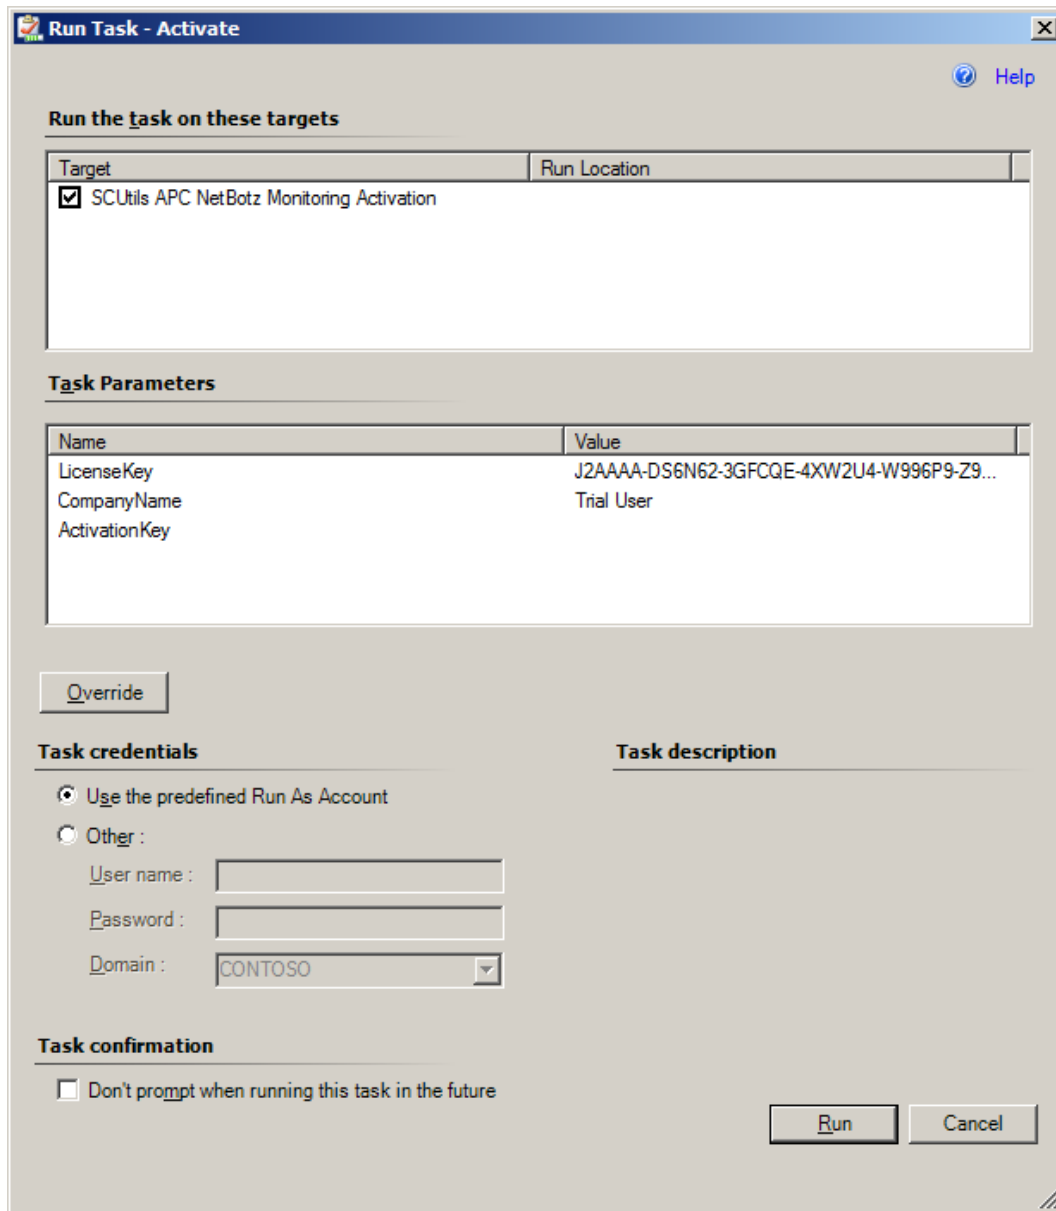 Run Task - Activate
Help
Run the task on these targets
Target Run Location
SCUtils APC NetBotz Monitoring Activation
Task Parameters
Name Value
LicenseKey J2AAAA-DS6N62-3GFCQE-4XW2U4-W996P9-Z9...
CompanyName Trial User
ActivationKey
Override
Task credentials Task description
Use the predefined Run As Account
Other :
User name :
Password :
Domain : CONTOSO
Task confirmation
Don't prompt when running this task in the future
Run Cancel